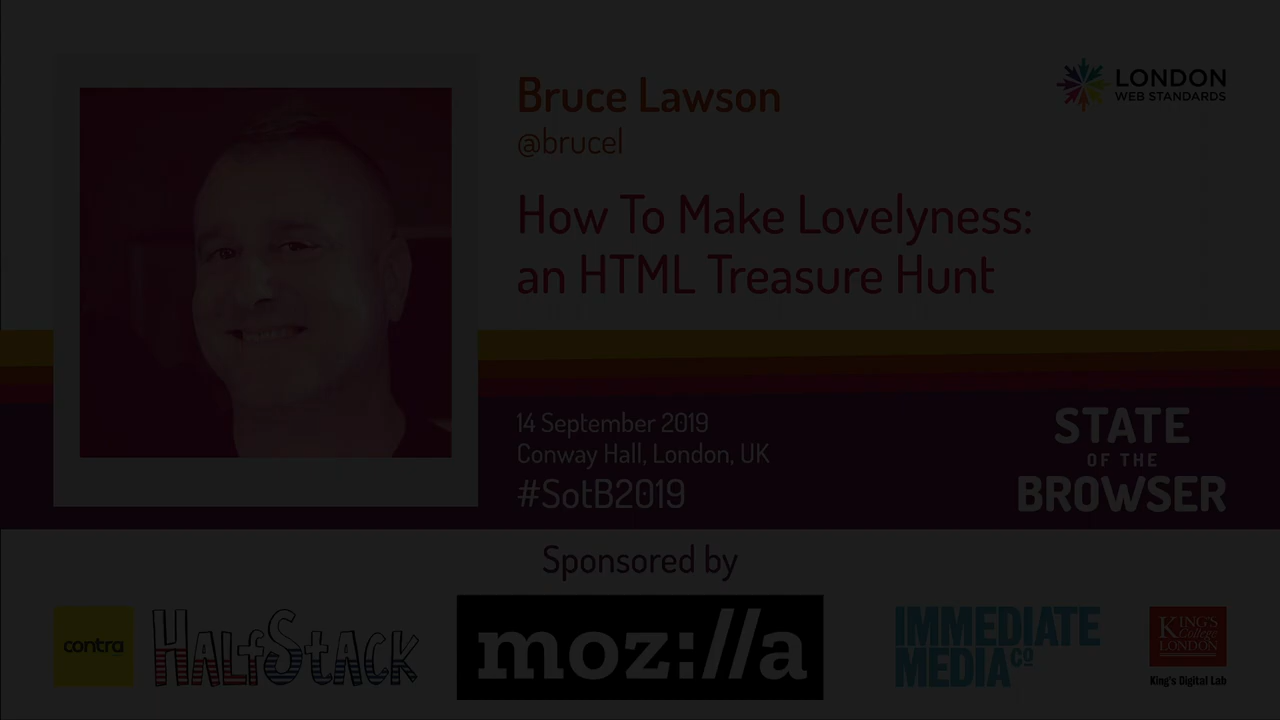 Bruce Lawson
@brucel
LONDON
WEB STANDARDS
How To Make Lovelyness:
an HTML Treasure Hunt
14 September 2019
Conway Hall, London, UK
#SotB2019
STATE
OF THE
BROWSER
Sponsored by
contra
HALfStACK
moz://a
IMMEDIATE
MEDIA CO
KING'S
College
LONDON
King's Digital Lab